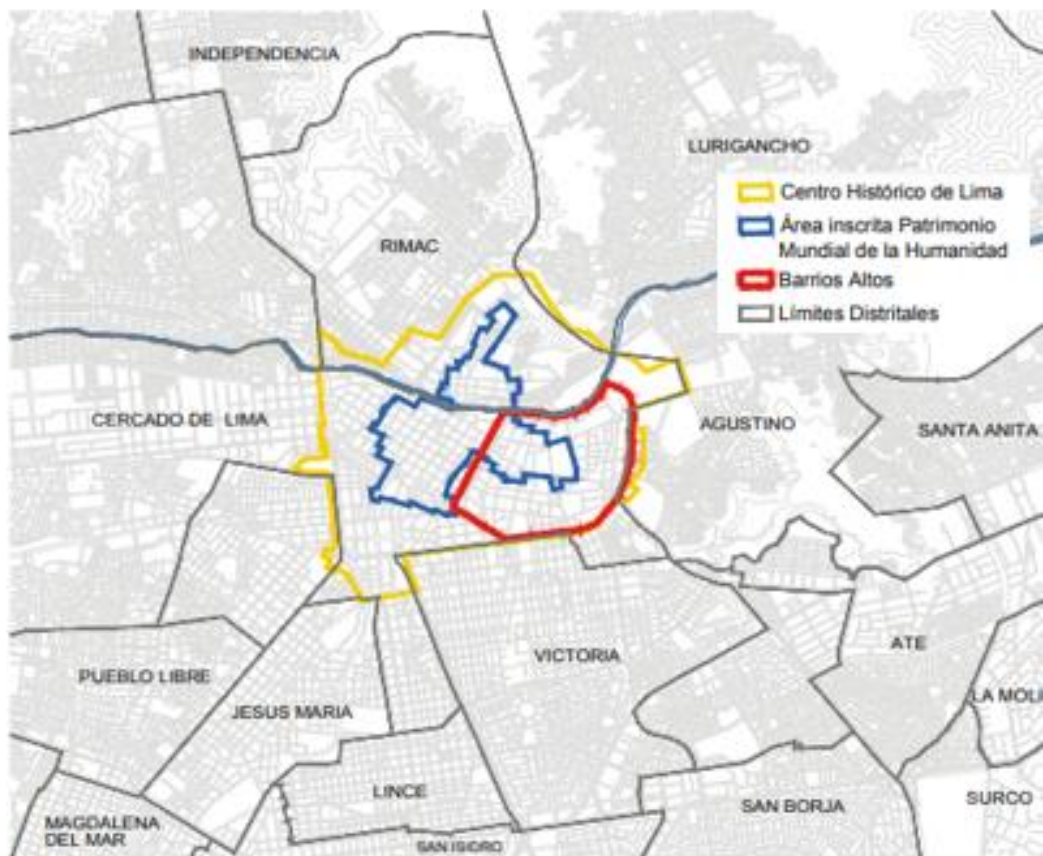 INDEPENDENCIA
LURIGANCHO
Centro Histórico de Lima
Área inscrita Patrimonio
Mundial de la Humanidad
Barrios Altos
Límites Distritales
RIMAC
CERCADO DE LIMA
AGUSTINO
SANTA ANITA
VICTORIA
ATE
PUEBLO LIBRE
JESUS MARIA
LA MOLI
LINCE
SAN BORJA
SURCO
MAGDALENA
DEL MAR
SAN ISIDRO